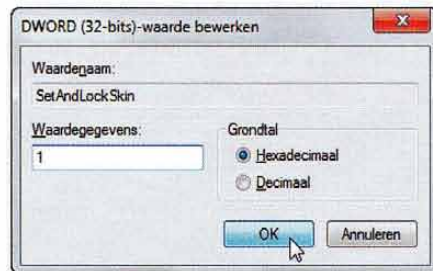 DWORD (32-bits)-waarde bewerken
Waardenaam:
SetAndLockSkin
Waardegegevens:
1
Grondtal
Hexadecimaal
Decimaal
OK
Annuleren